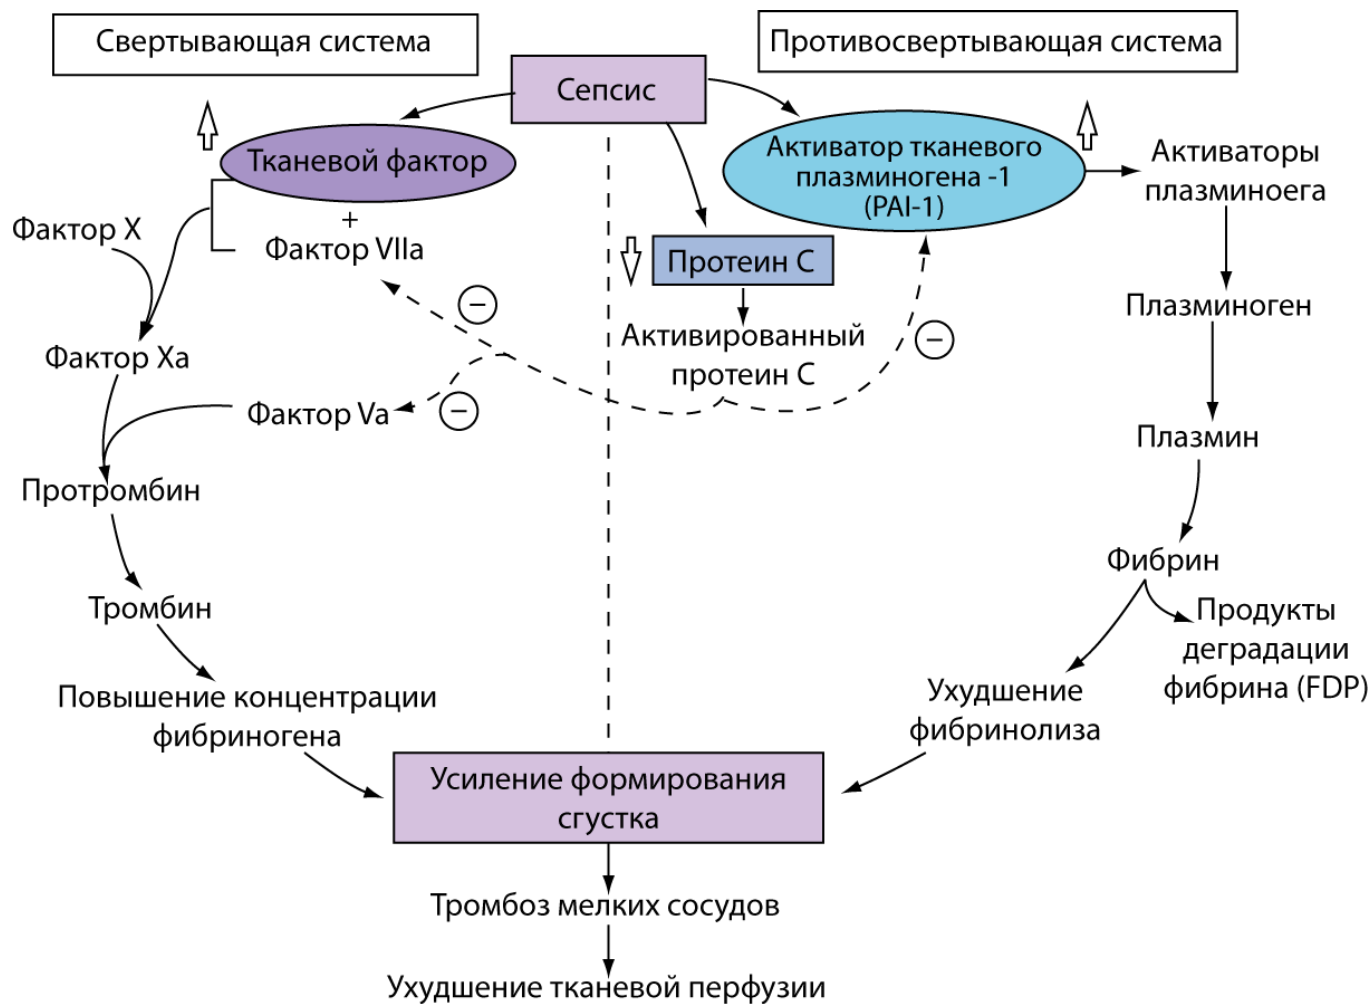 Свертывающая система
Противосвертывающая система
Сепсис
Тканевой фактор
+
Фактор VIIa
Фактор X
Активатор тканевого
плазминогена -1
(PAI-1)
Активаторы
плазминоега
Протеин C
Активированный
протеин C
−
−
−
Плазминоген
Фактор Xa
Фактор Va
Плазмин
Протромбин
Фибрин
Тромбин
Продукты
деградации
фибрина (FDP)
Повышение концентрации
фибриногена
Ухудшение
фибринолиза
Усиление формирования
сгустка
Тромбоз мелких сосудов
Ухудшение тканевой перфузии